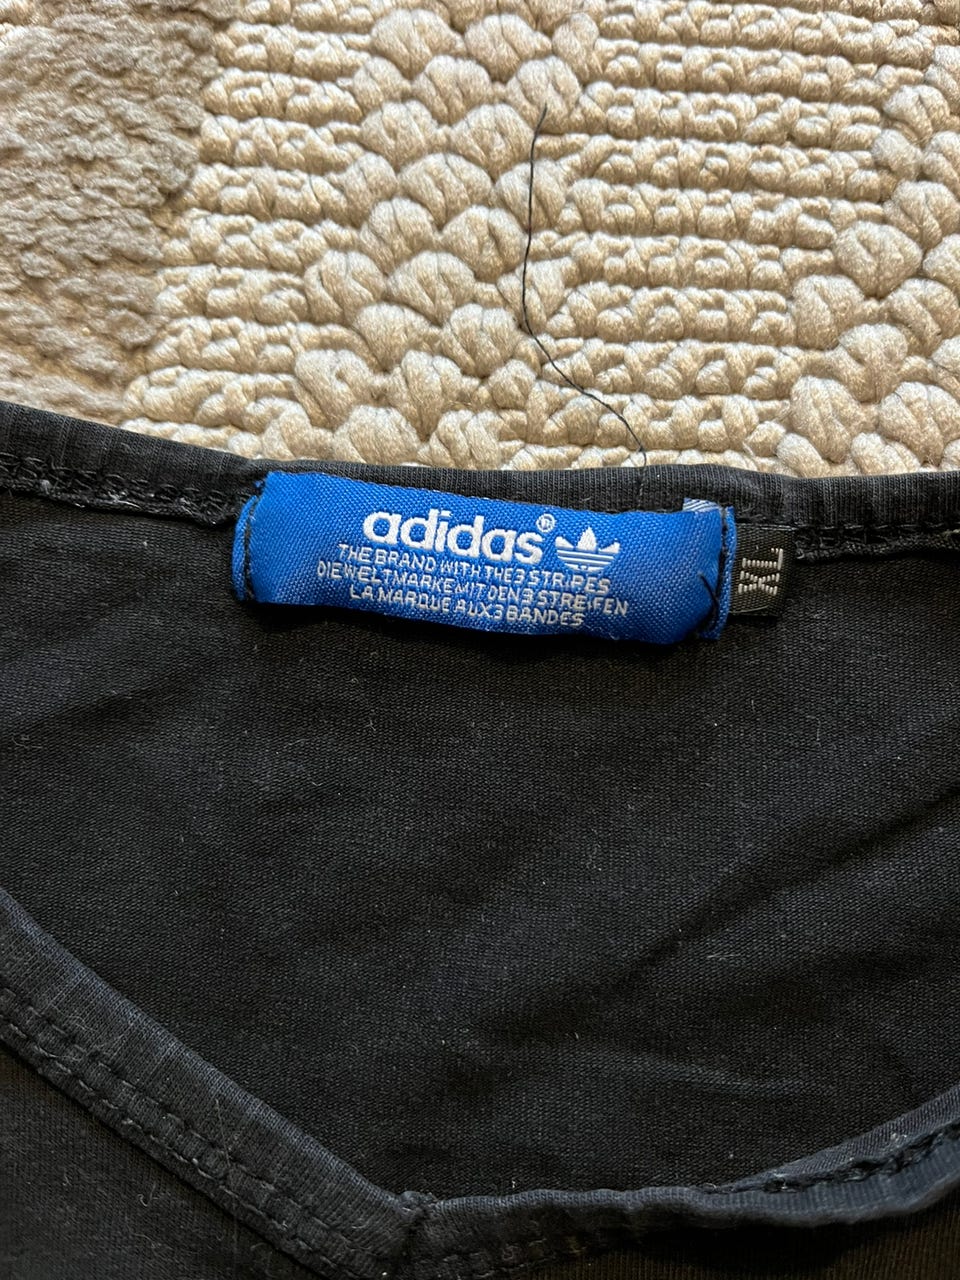 adidas®
THE BRAND WITH THE 3 STRIPES
DIE WELTMARKE MIT DEN 3 STREIFEN
LA MARQUE AUX 3 BANDES
XL